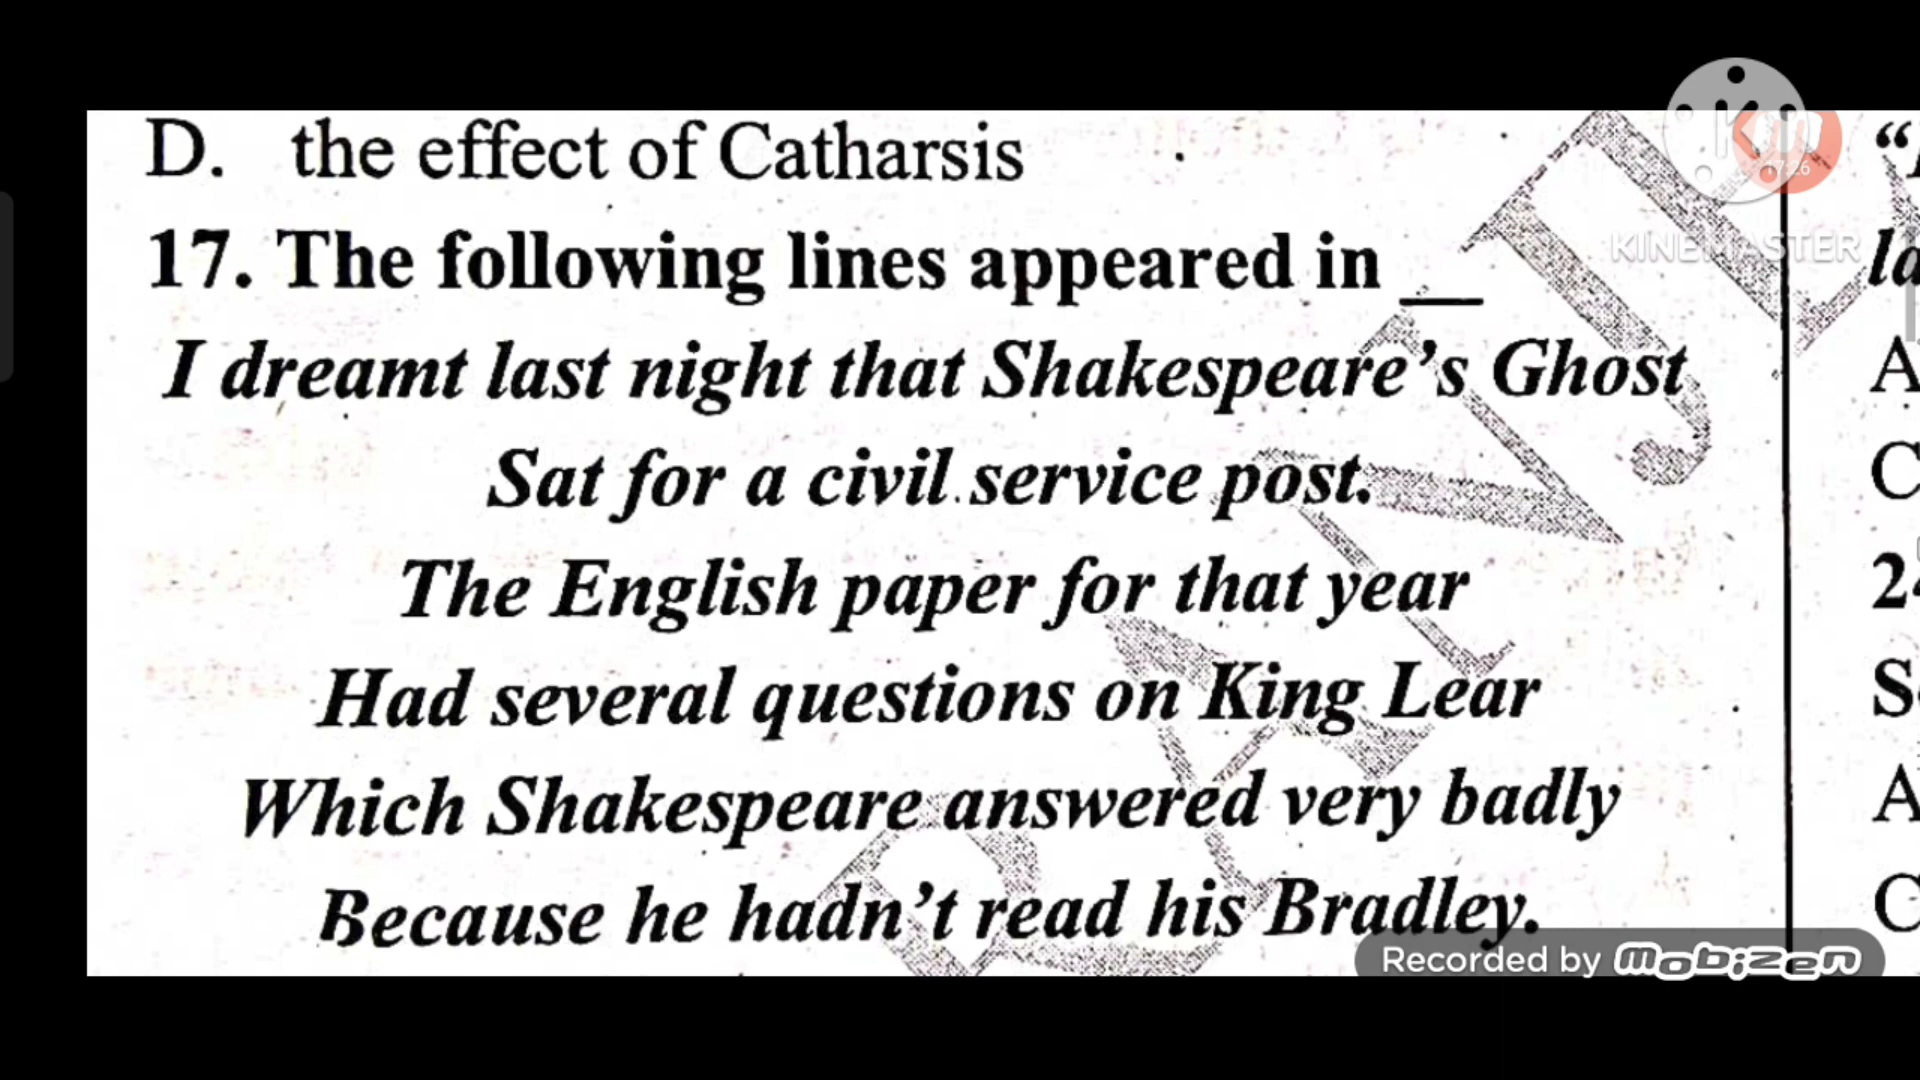 D. the effect of Catharsis
17. The following lines appeared in __
I dreamt last night that Shakespeare's Ghost
Sat for a civil service post.
The English paper for that year
Had several questions on King Lear
Which Shakespeare answered very badly
Because he hadn't read his Bradley.
KINEMASTER
17:26
Recorded by mobizen
A
C
A
C